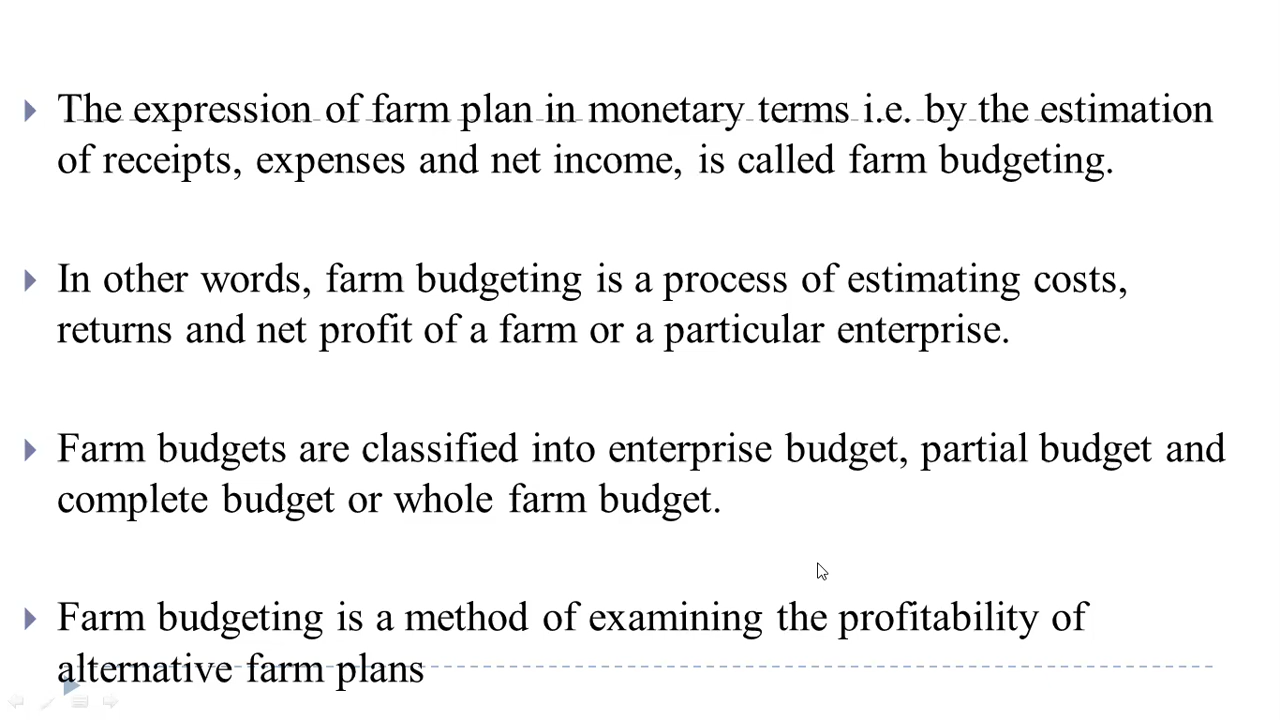 The expression of farm plan in monetary terms i.e. by the estimation
of receipts, expenses and net income, is called farm budgeting.
In other words, farm budgeting is a process of estimating costs,
returns and net profit of a farm or a particular enterprise.
Farm budgets are classified into enterprise budget, partial budget and
complete budget or whole farm budget.
Farm budgeting is a method of examining the profitability of
alternative farm plans